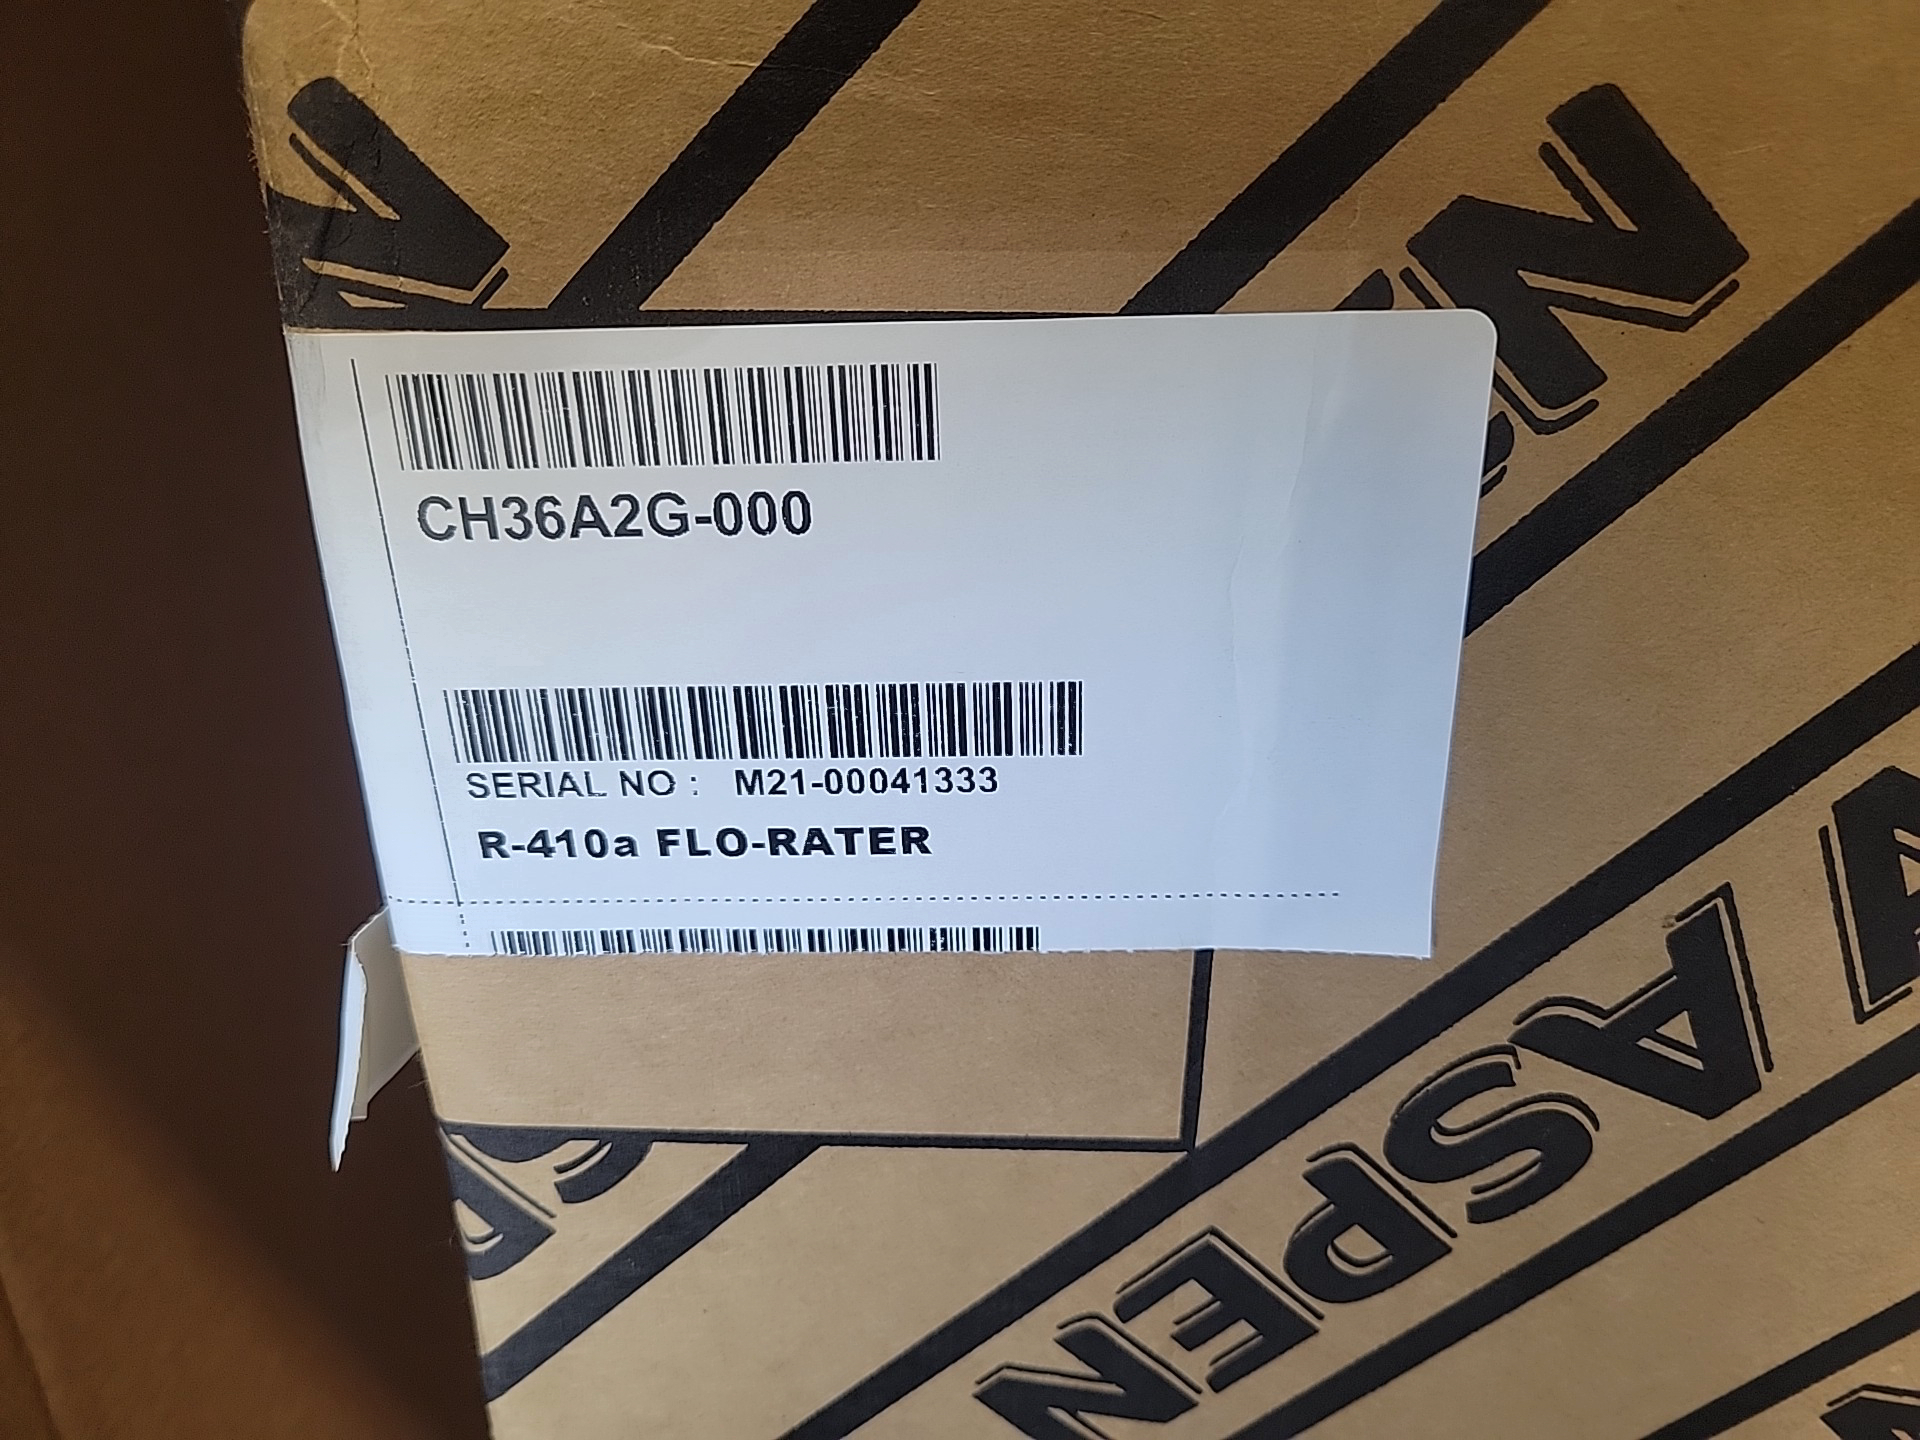 CH36A2G-000
SERIAL NO : M21-00041333
R-410a FLO-RATER
ASPEN